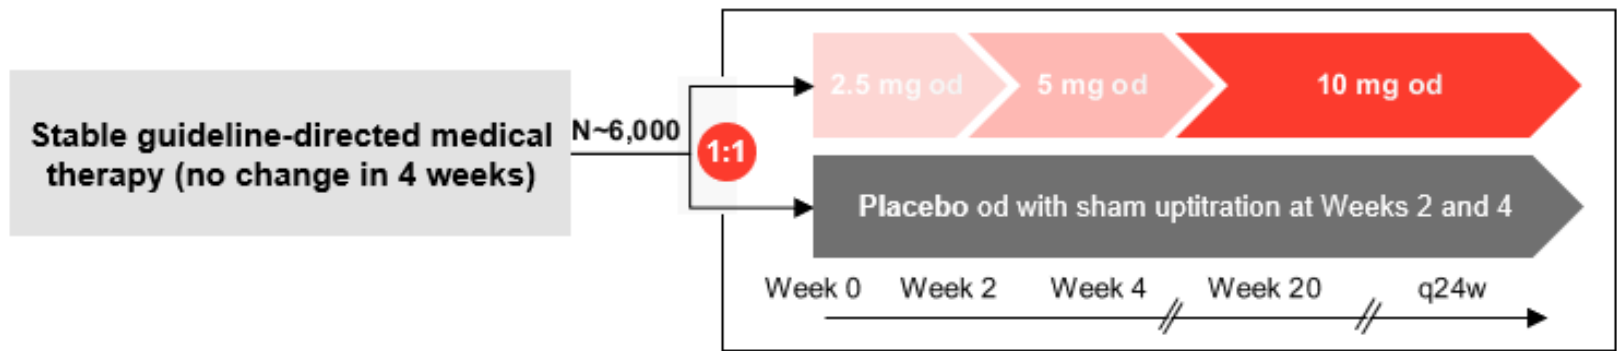 Stable guideline-directed medical
therapy (no change in 4 weeks)
N~6,000
1:1
2.5 mg od
5 mg od
10 mg od
Placebo od with sham uptitration at Weeks 2 and 4
Week 0
Week 2
Week 4
Week 20
q24w